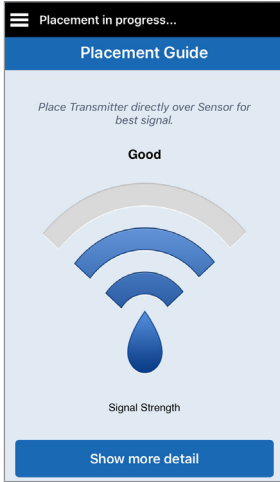 Placement in progress...
Placement Guide
Place Transmitter directly over Sensor for
best signal.
Good
Signal Strength
Show more detail